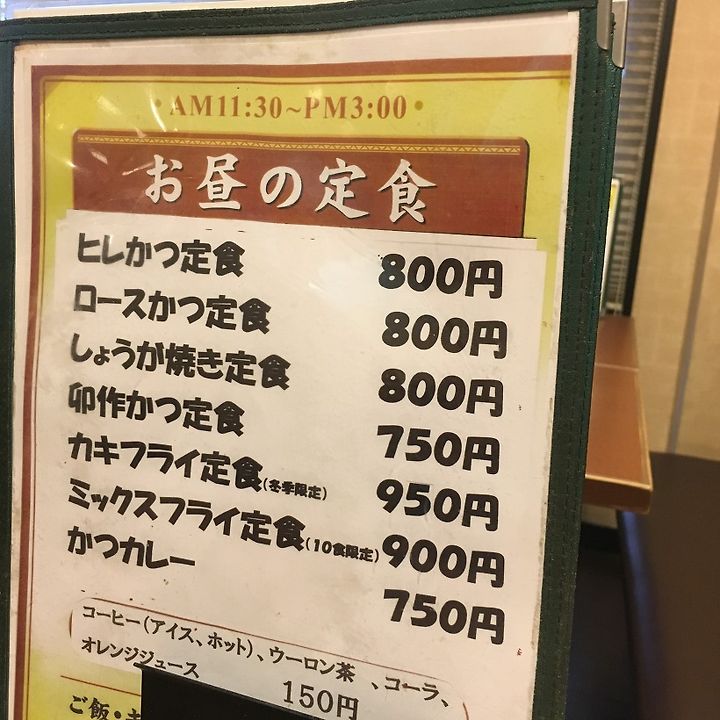 AM11:30~PM3:00
お昼の定食
ヒレかつ定食 800円
ロースかつ定食 800円
しょうが焼き定食 800円
卯作かつ定食 750円
カキフライ定食(冬季限定) 950円
ミックスフライ定食(10食限定) 900円
かつカレー 750円
コーヒー(アイス、ホット)、ウーロン茶 、コーラ、
オレンジジュース 150円
ご飯・